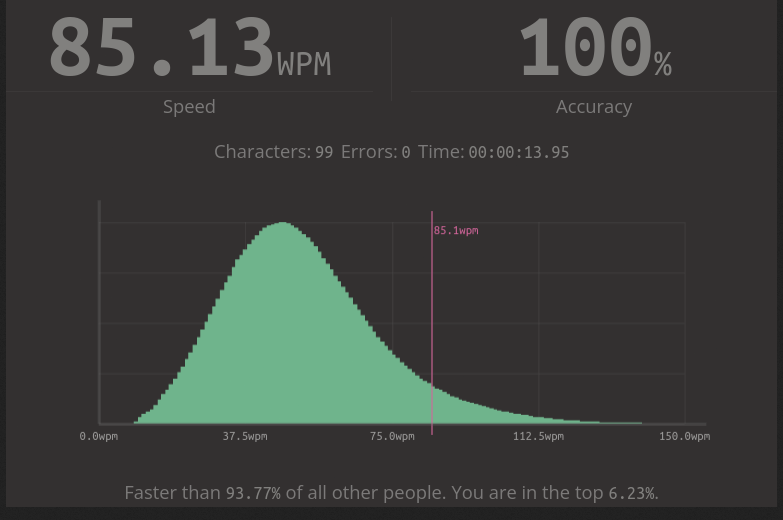 85.13WPM 100%
Speed Accuracy
Characters: 99 Errors: 0 Time: 00:00:13.95
85.1wpm
0.0wpm 37.5wpm 75.0wpm 112.5wpm 150.0wpm
Faster than 93.77% of all other people. You are in the top 6.23%.